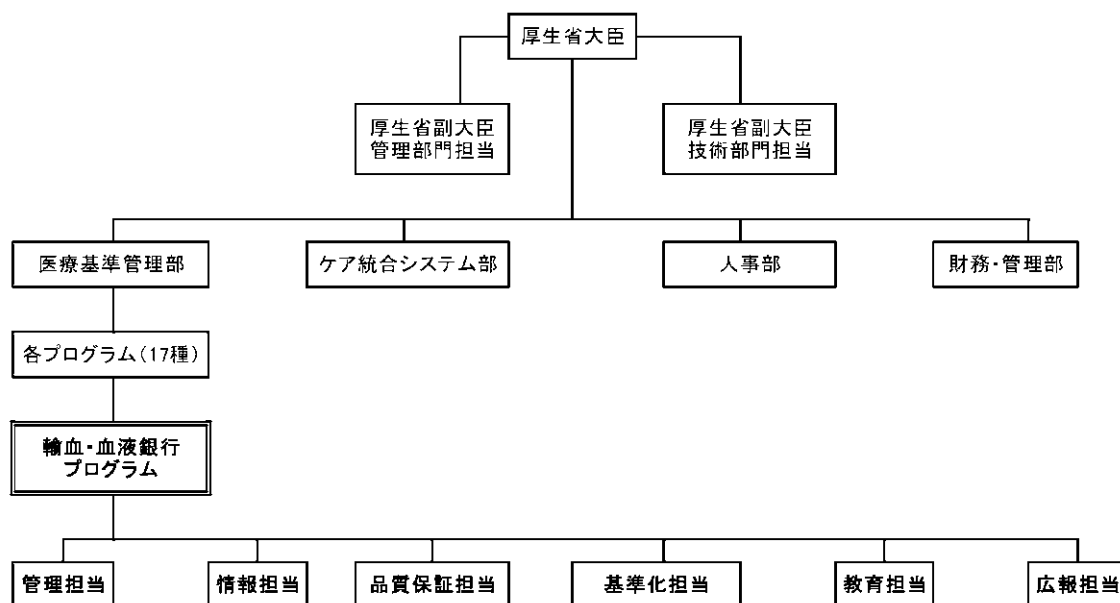 厚生省大臣
厚生省副大臣
管理部門担当
厚生省副大臣
技術部門担当
医療基準管理部
ケア統合システム部
人事部
財務・管理部
各プログラム(17種)
輸血・血液銀行
プログラム
管理担当
情報担当
品質保証担当
基準化担当
教育担当
広報担当